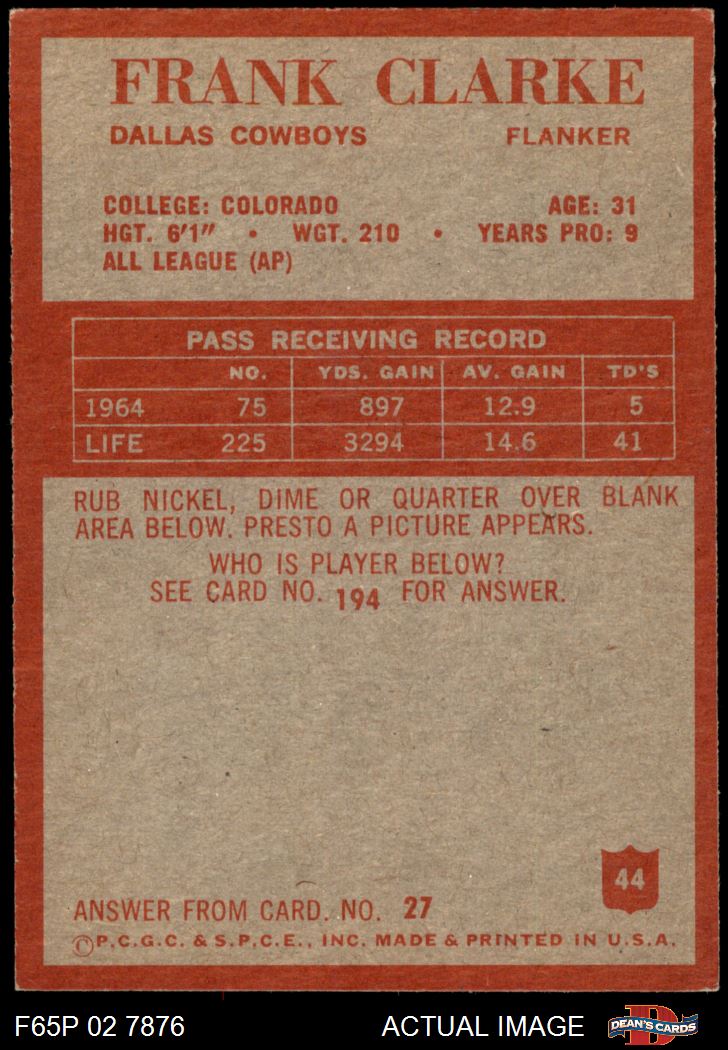 FRANK CLARKE
DALLAS COWBOYS FLANKER
COLLEGE: COLORADO AGE: 31
HGT. 6'1" • WGT. 210 • YEARS PRO: 9
ALL LEAGUE (AP)
PASS RECEIVING RECORD
NO. YDS. GAIN AV. GAIN TD'S
1964 75 897 12.9 5
LIFE 225 3294 14.6 41
RUB NICKEL, DIME OR QUARTER OVER BLANK
AREA BELOW. PRESTO A PICTURE APPEARS.
WHO IS PLAYER BELOW?
SEE CARD NO. 194 FOR ANSWER.
44
ANSWER FROM CARD. NO. 27
©P.C.G.C. & S.P.C.E., INC. MADE & PRINTED IN U.S.A.
F65P 02 7876 ACTUAL IMAGE D DEAN'S CARDS